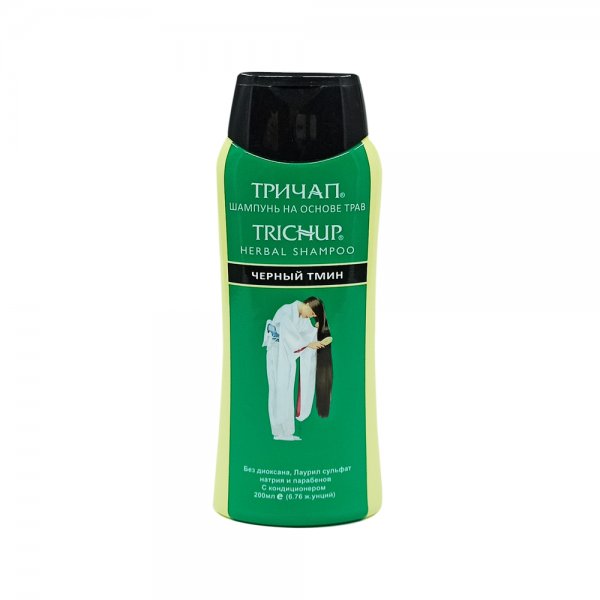 ТРИЧАП®
ШАМПУНЬ НА ОСНОВЕ ТРАВ
TRICHUP®
HERBAL SHAMPOO
ЧЕРНЫЙ ТМИН
Без диоксана, Лаурил сульфат
натрия и парабенов
С кондиционером
200мл e (6.76 м.унций)